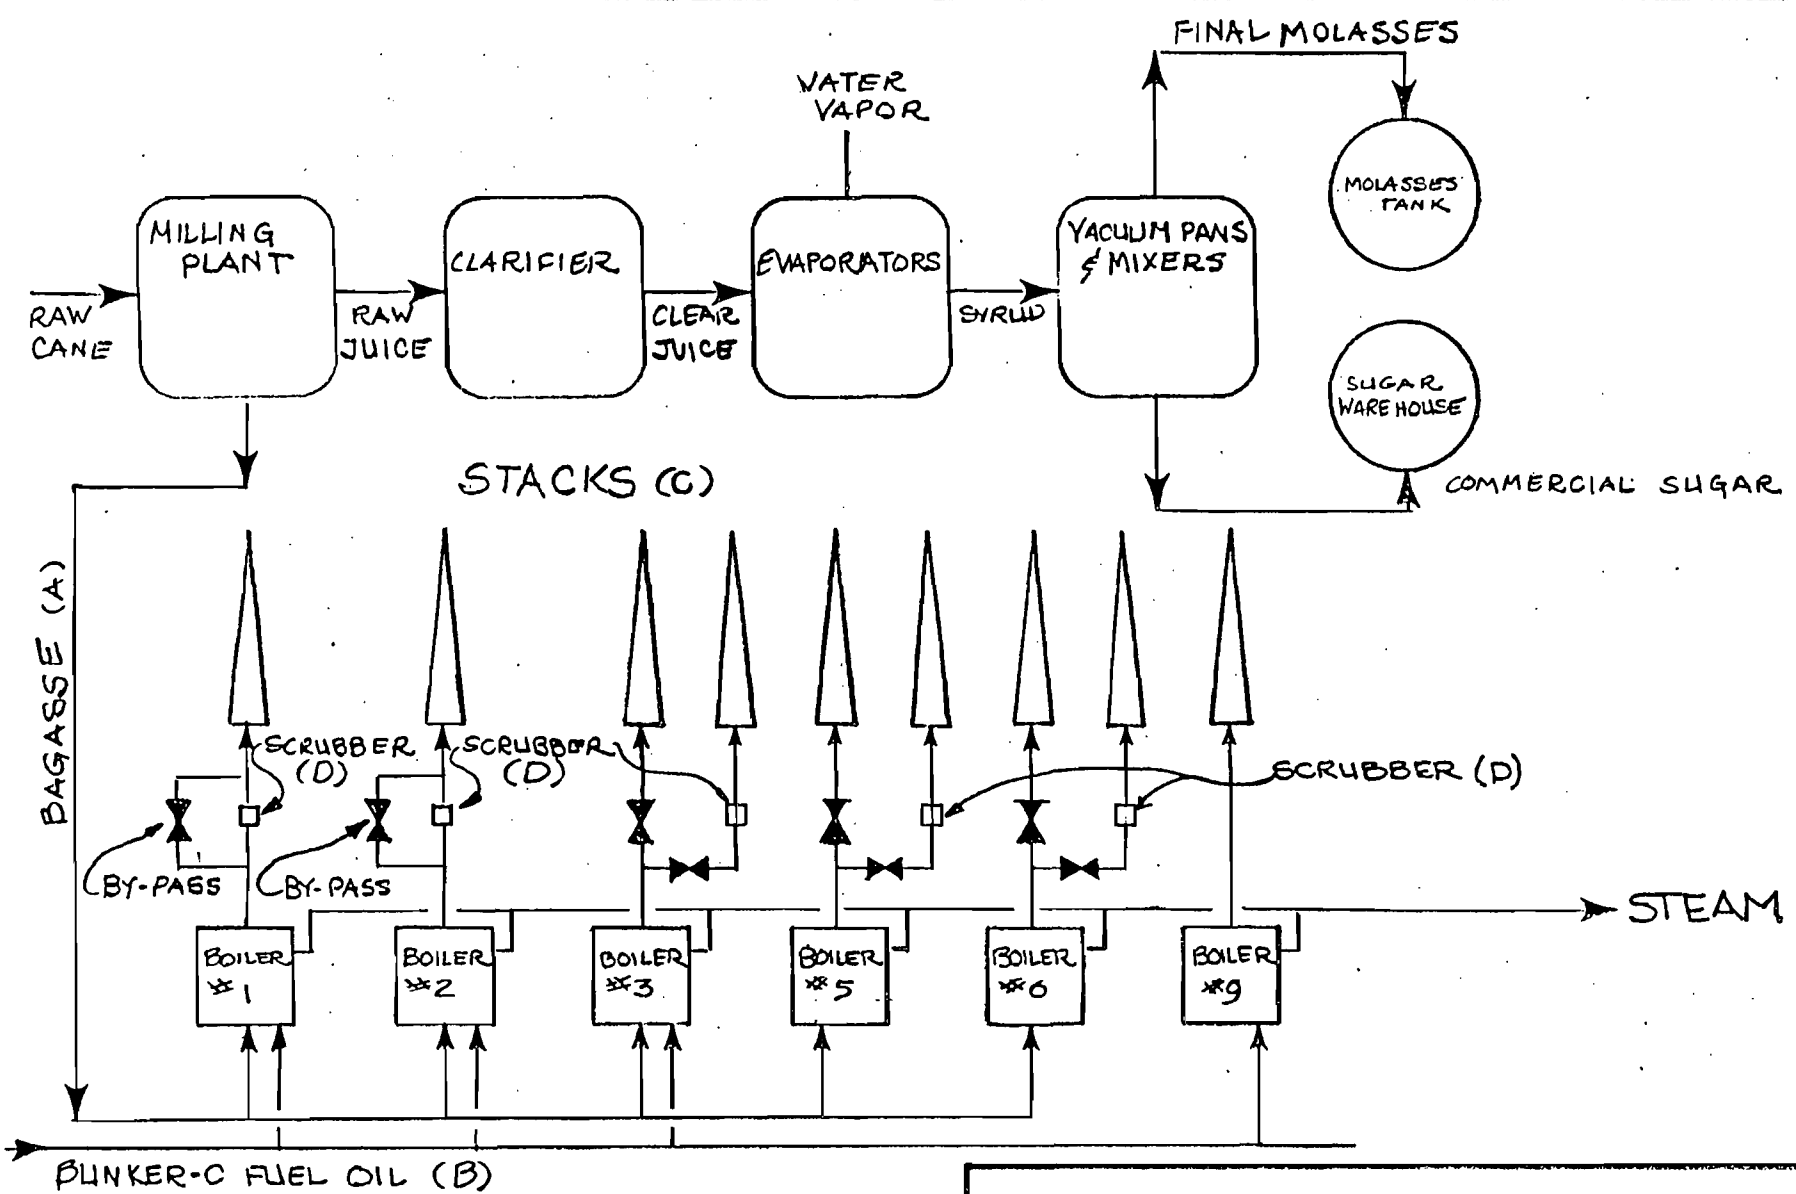 FINAL MOLASSES
WATER
VAPOR
MOLASSES
TANK
MILLING
PLANT
CLARIFIER
EVAPORATORS
VACUUM PANS
& MIXERS
RAW
CANE
RAW
JUICE
CLEAR
JUICE
SYRUP
SUGAR
WAREHOUSE
STACKS (C)
COMMERCIAL SUGAR
BAGASSE (A)
SCRUBBER
(D)
SCRUBBER
(D)
SCRUBBER (D)
BY-PASS
BY-PASS
STEAM
BOILER
#1
BOILER
#2
BOILER
#3
BOILER
#5
BOILER
#6
BOILER
#9
BUNKER-C FUEL OIL (B)